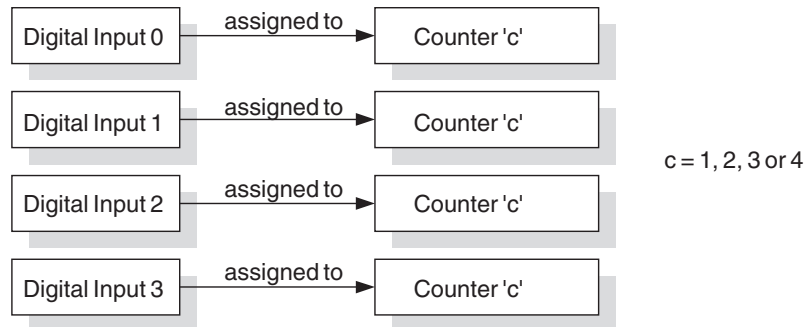 Digital Input 0 assigned to Counter 'c'
Digital Input 1 assigned to Counter 'c'
c = 1, 2, 3 or 4
Digital Input 2 assigned to Counter 'c'
Digital Input 3 assigned to Counter 'c'